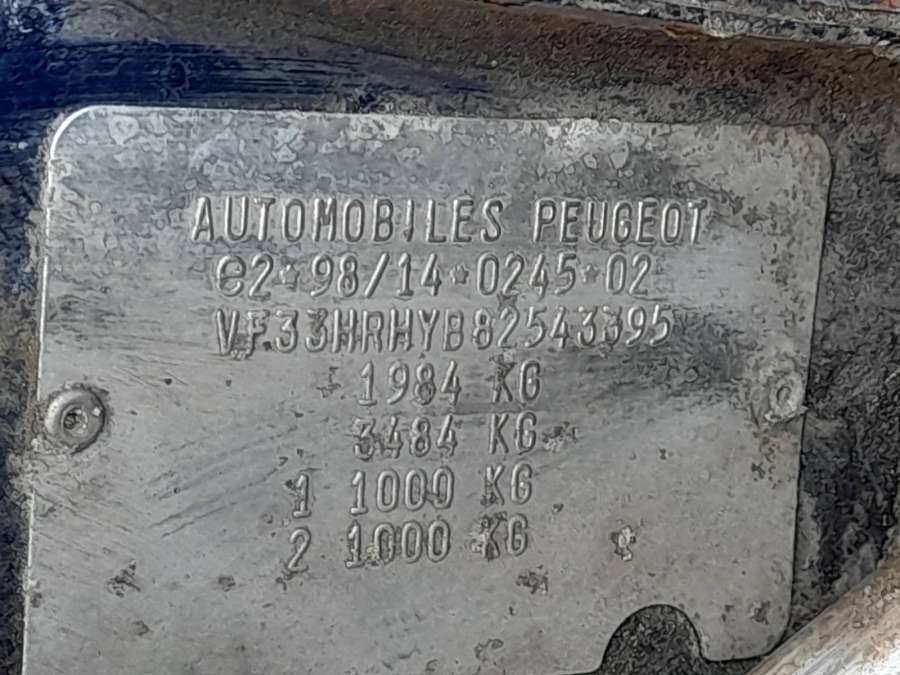 AUTOMOBILES PEUGEOT
e2*98/14*0245*02
VF33HRHYB82543395
1984 KG
3484 KG
1 1000 KG
2 1000 KG